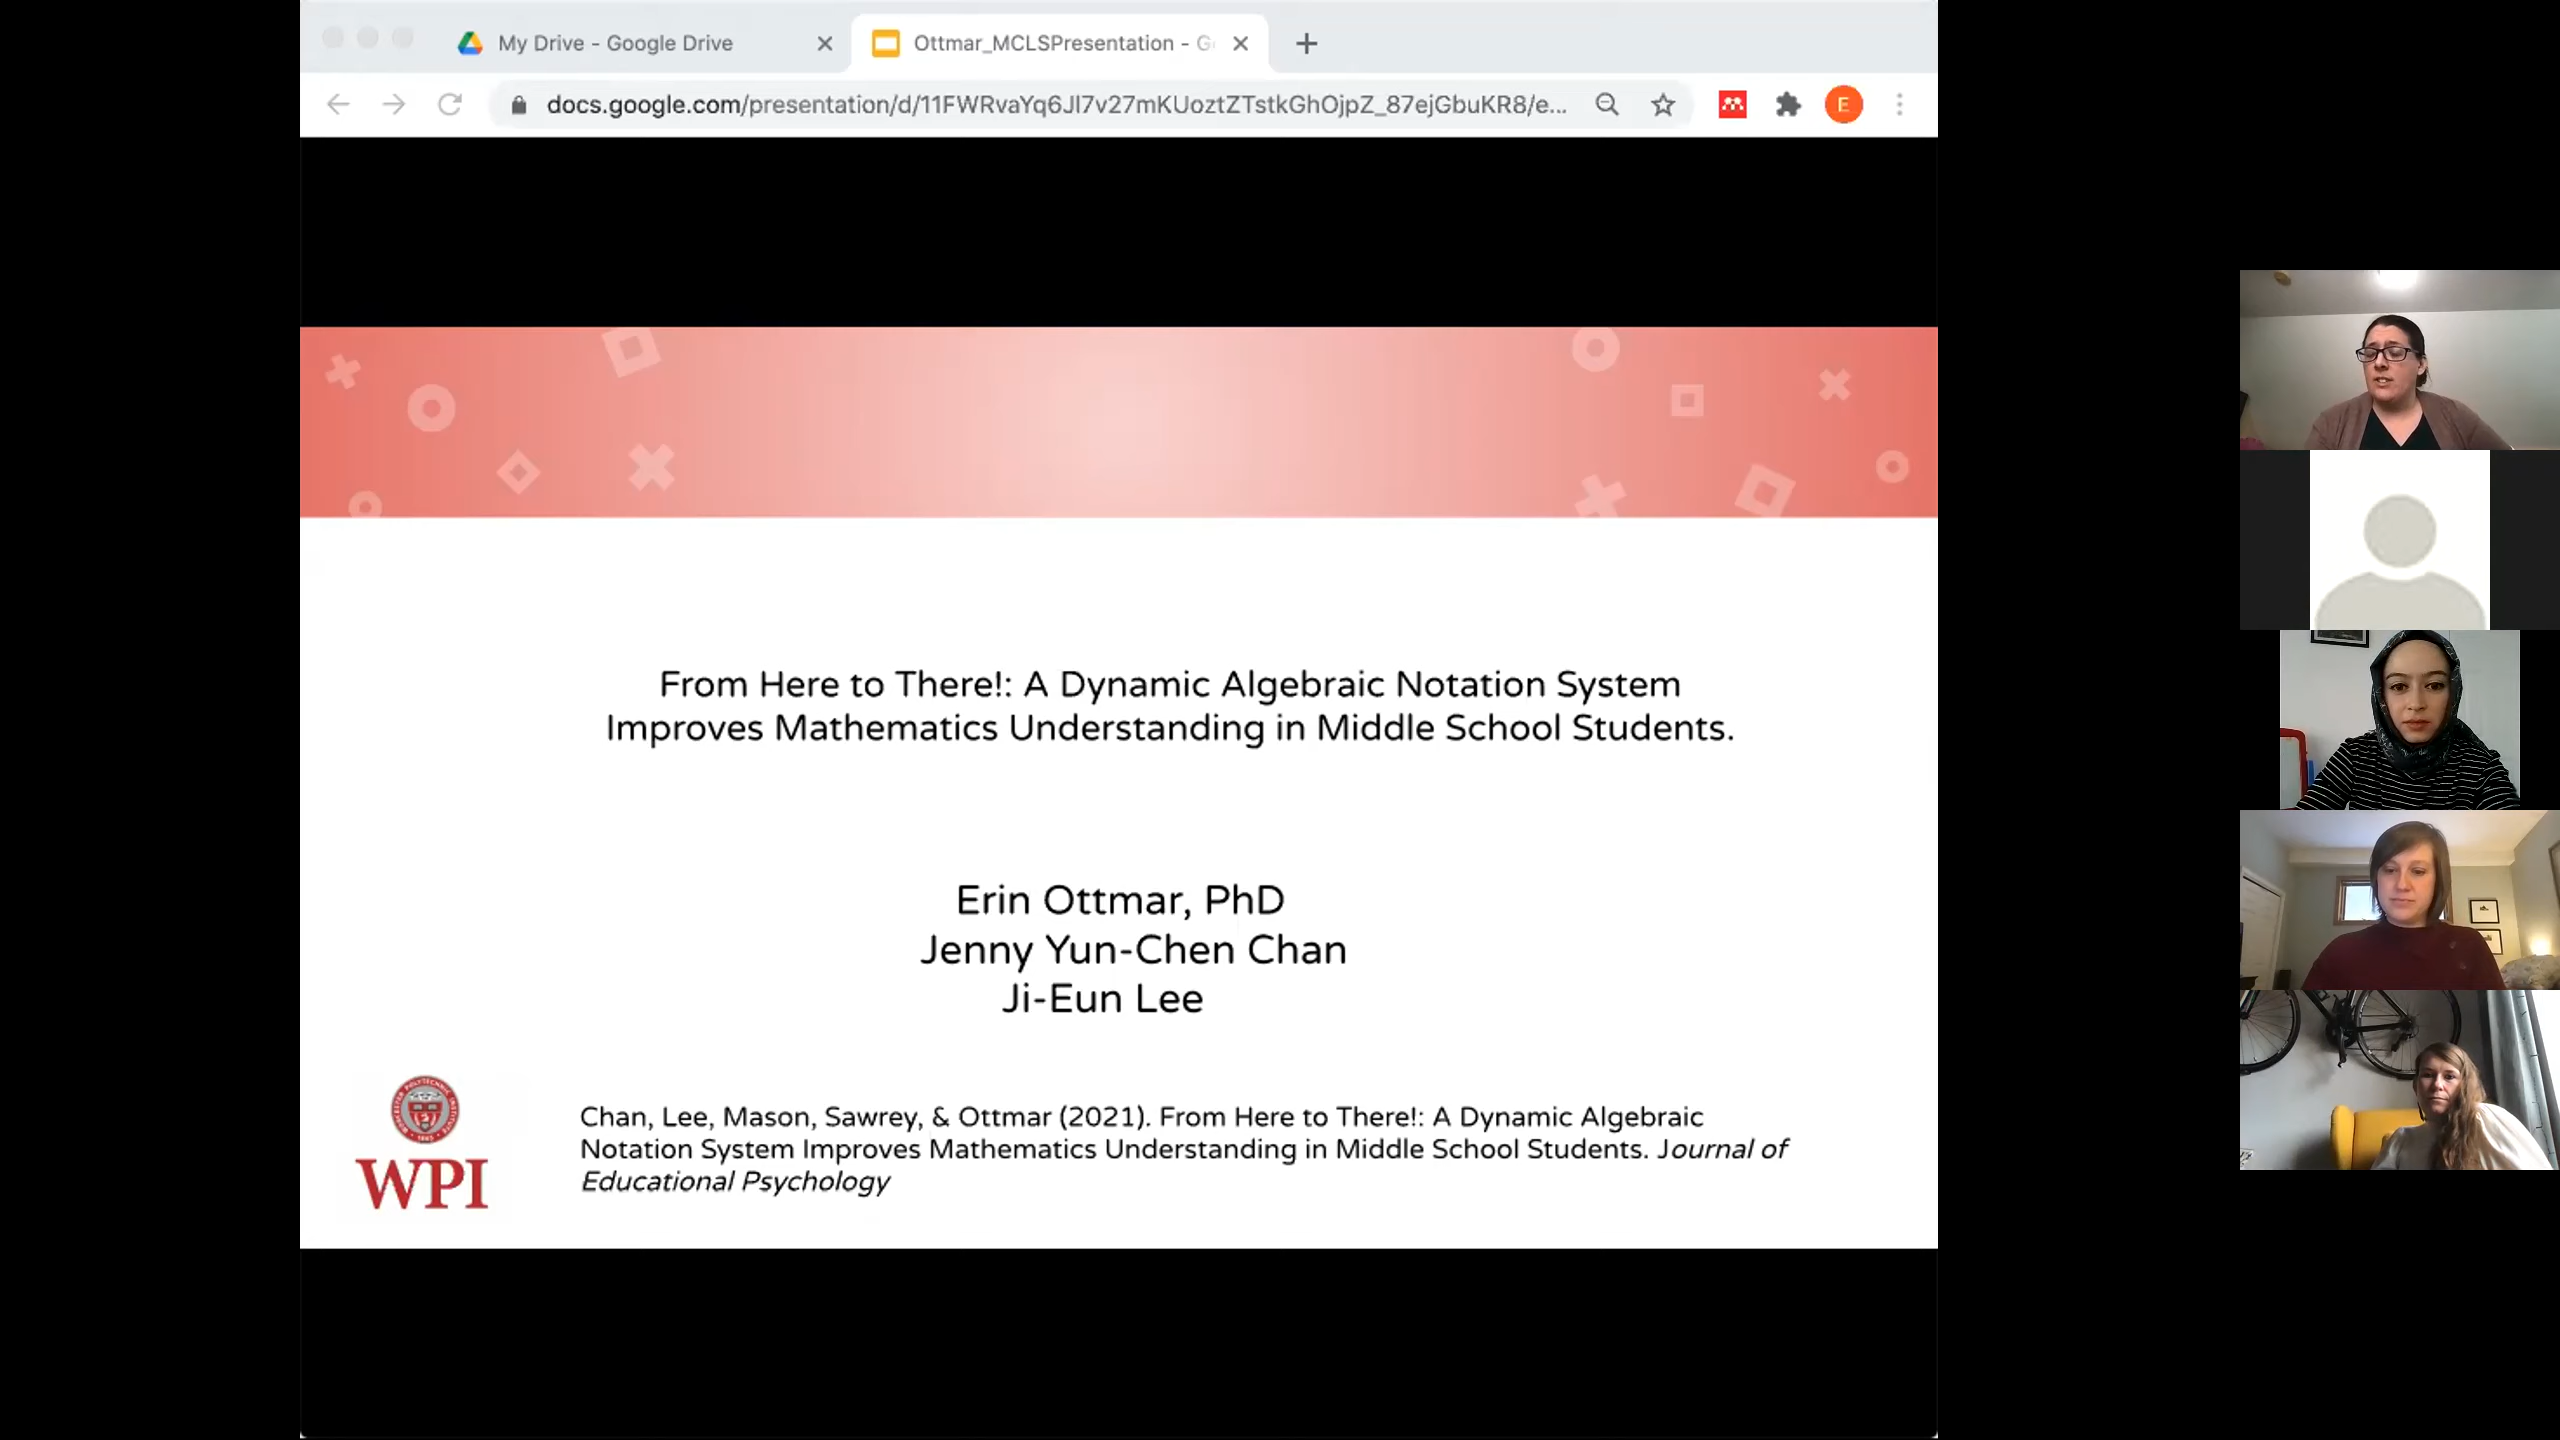 My Drive - Google Drive
Ottmar_MCLSPresentation - G
docs.google.com/presentation/d/11FWRvaYq6Jl7v27mKUoztZTstkGhOjpZ_87ejGbuKR8/e...
E
From Here to There!: A Dynamic Algebraic Notation System
Improves Mathematics Understanding in Middle School Students.
Erin Ottmar, PhD
Jenny Yun-Chen Chan
Ji-Eun Lee
WPI
Chan, Lee, Mason, Sawrey, & Ottmar (2021). From Here to There!: A Dynamic Algebraic
Notation System Improves Mathematics Understanding in Middle School Students. Journal of
Educational Psychology